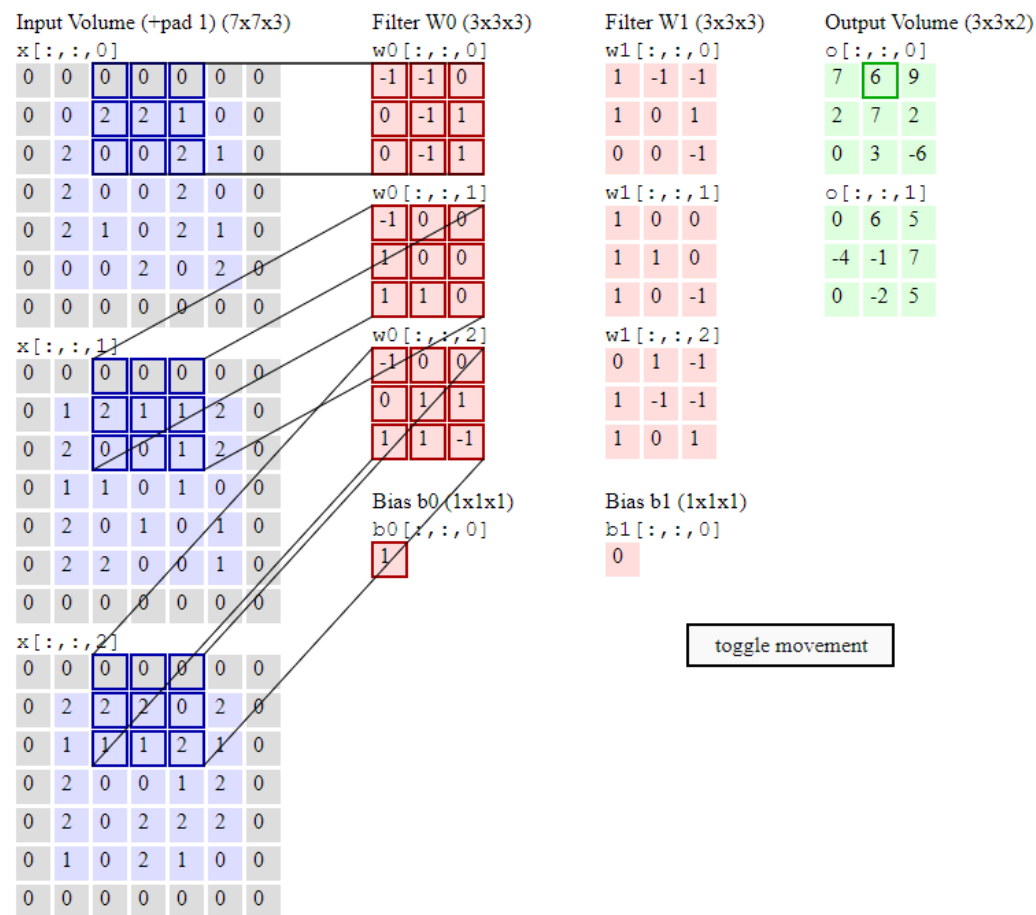 Input Volume (+pad 1) (7x7x3)
x[:,:,0]
0 0 0 0 0 0 0
0 0 2 2 1 0 0
0 2 0 0 2 1 0
0 2 0 0 2 0 0
0 2 1 0 2 1 0
0 0 0 2 0 2 0
0 0 0 0 0 0 0
x[:,:,1]
0 0 0 0 0 0 0
0 1 2 1 1 2 0
0 2 0 0 1 2 0
0 1 1 0 1 0 0
0 2 0 1 0 1 0
0 2 2 0 0 1 0
0 0 0 0 0 0 0
x[:,:,2]
0 0 0 0 0 0 0
0 2 2 2 0 2 0
0 1 1 1 2 1 0
0 2 0 0 1 2 0
0 2 0 2 2 2 0
0 1 0 2 1 0 0
0 0 0 0 0 0 0
Filter W0 (3x3x3)
w0[:,:,0]
-1 -1 0
0 -1 1
0 -1 1
w0[:,:,1]
-1 0 0
1 0 0
1 1 0
w0[:,:,2]
-1 0 0
0 1 1
1 1 -1
Bias b0 (1x1x1)
b0[:,:,0]
1
Filter W1 (3x3x3)
w1[:,:,0]
1 -1 -1
1 0 1
0 0 -1
w1[:,:,1]
1 0 0
1 1 0
1 0 -1
w1[:,:,2]
0 1 -1
1 -1 -1
1 0 1
Bias b1 (1x1x1)
b1[:,:,0]
0
Output Volume (3x3x2)
o[:,:,0]
7 6 9
2 7 2
0 3 -6
o[:,:,1]
0 6 5
-4 -1 7
0 -2 5
toggle movement